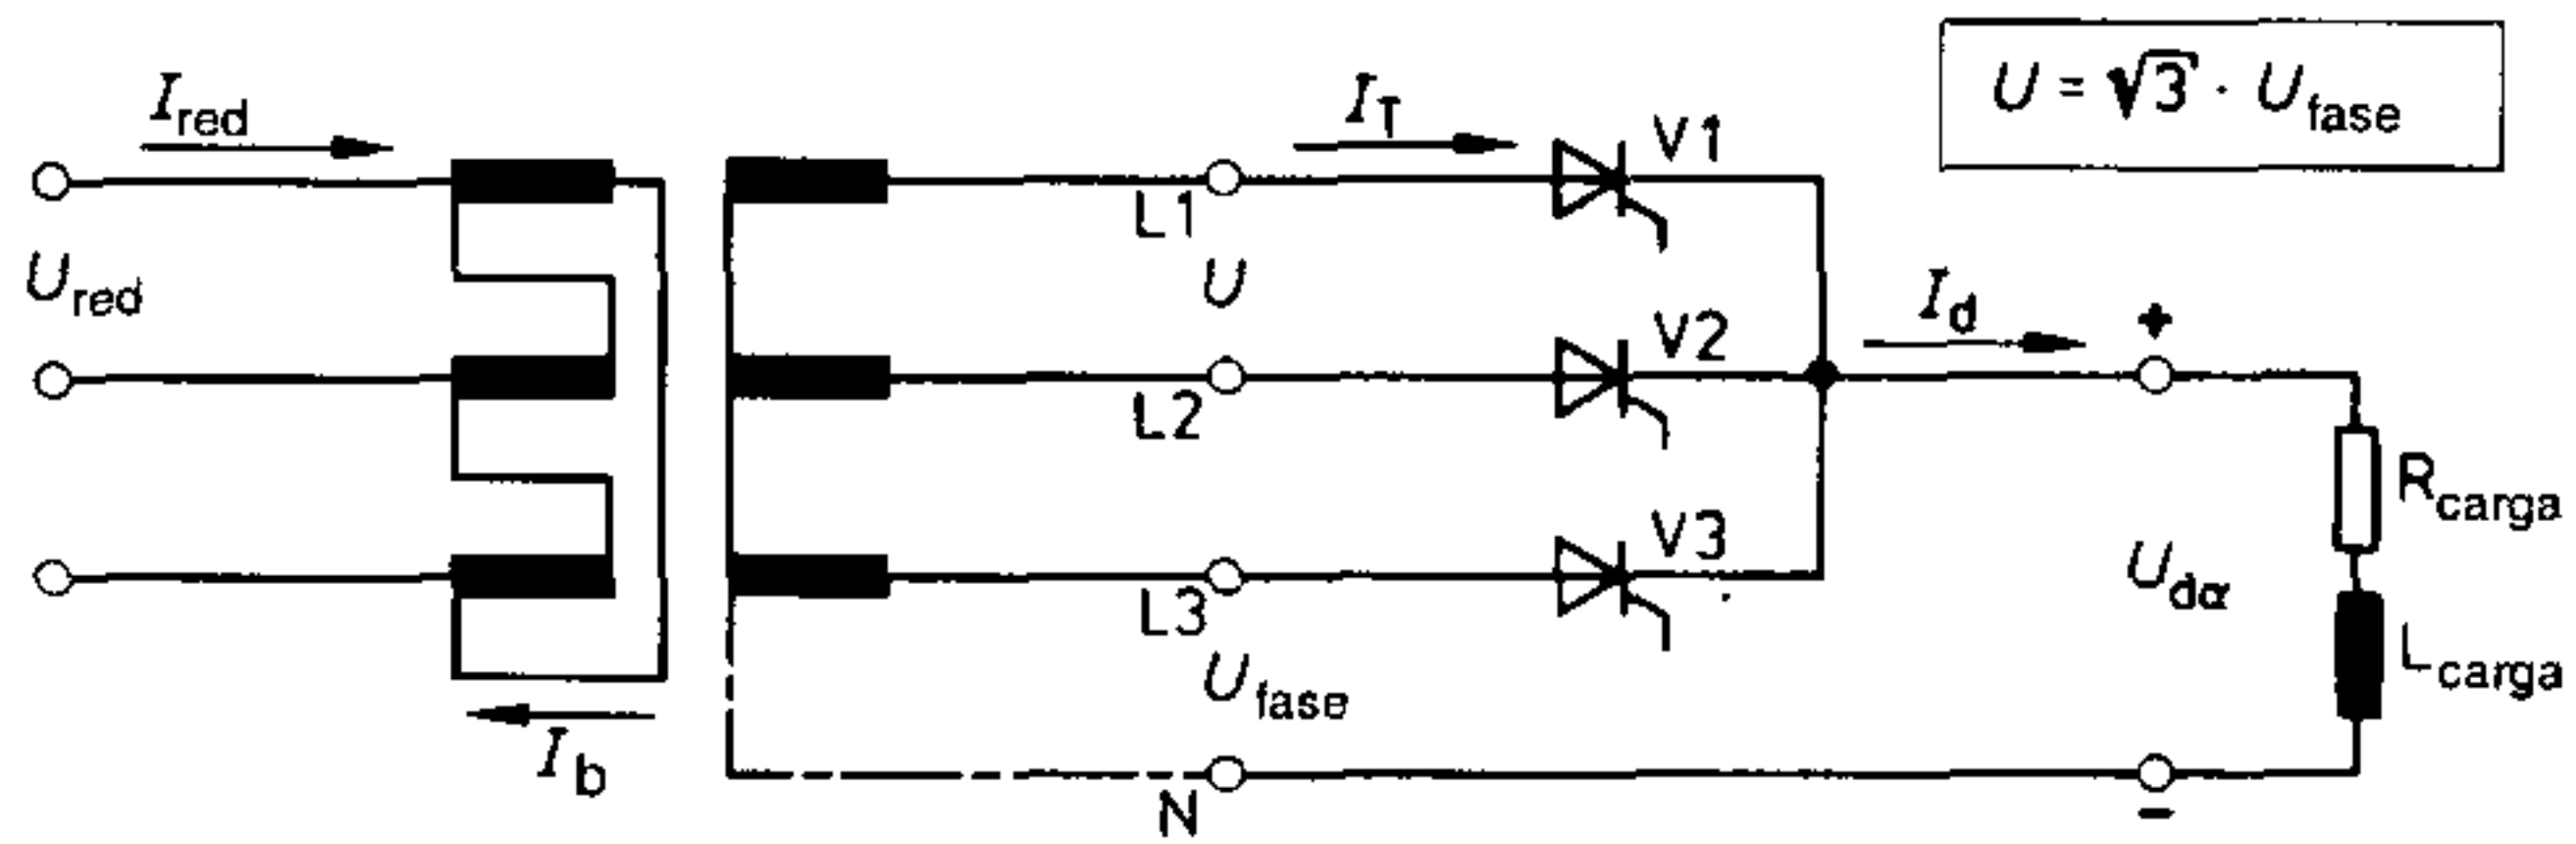 I_red
I_T
V1
U = √3 · U_fase
L1
U_red
U
V2
I_d
+
L2
R_carga
V3
U_dα
L3
U_fase
L_carga
I_b
N
−